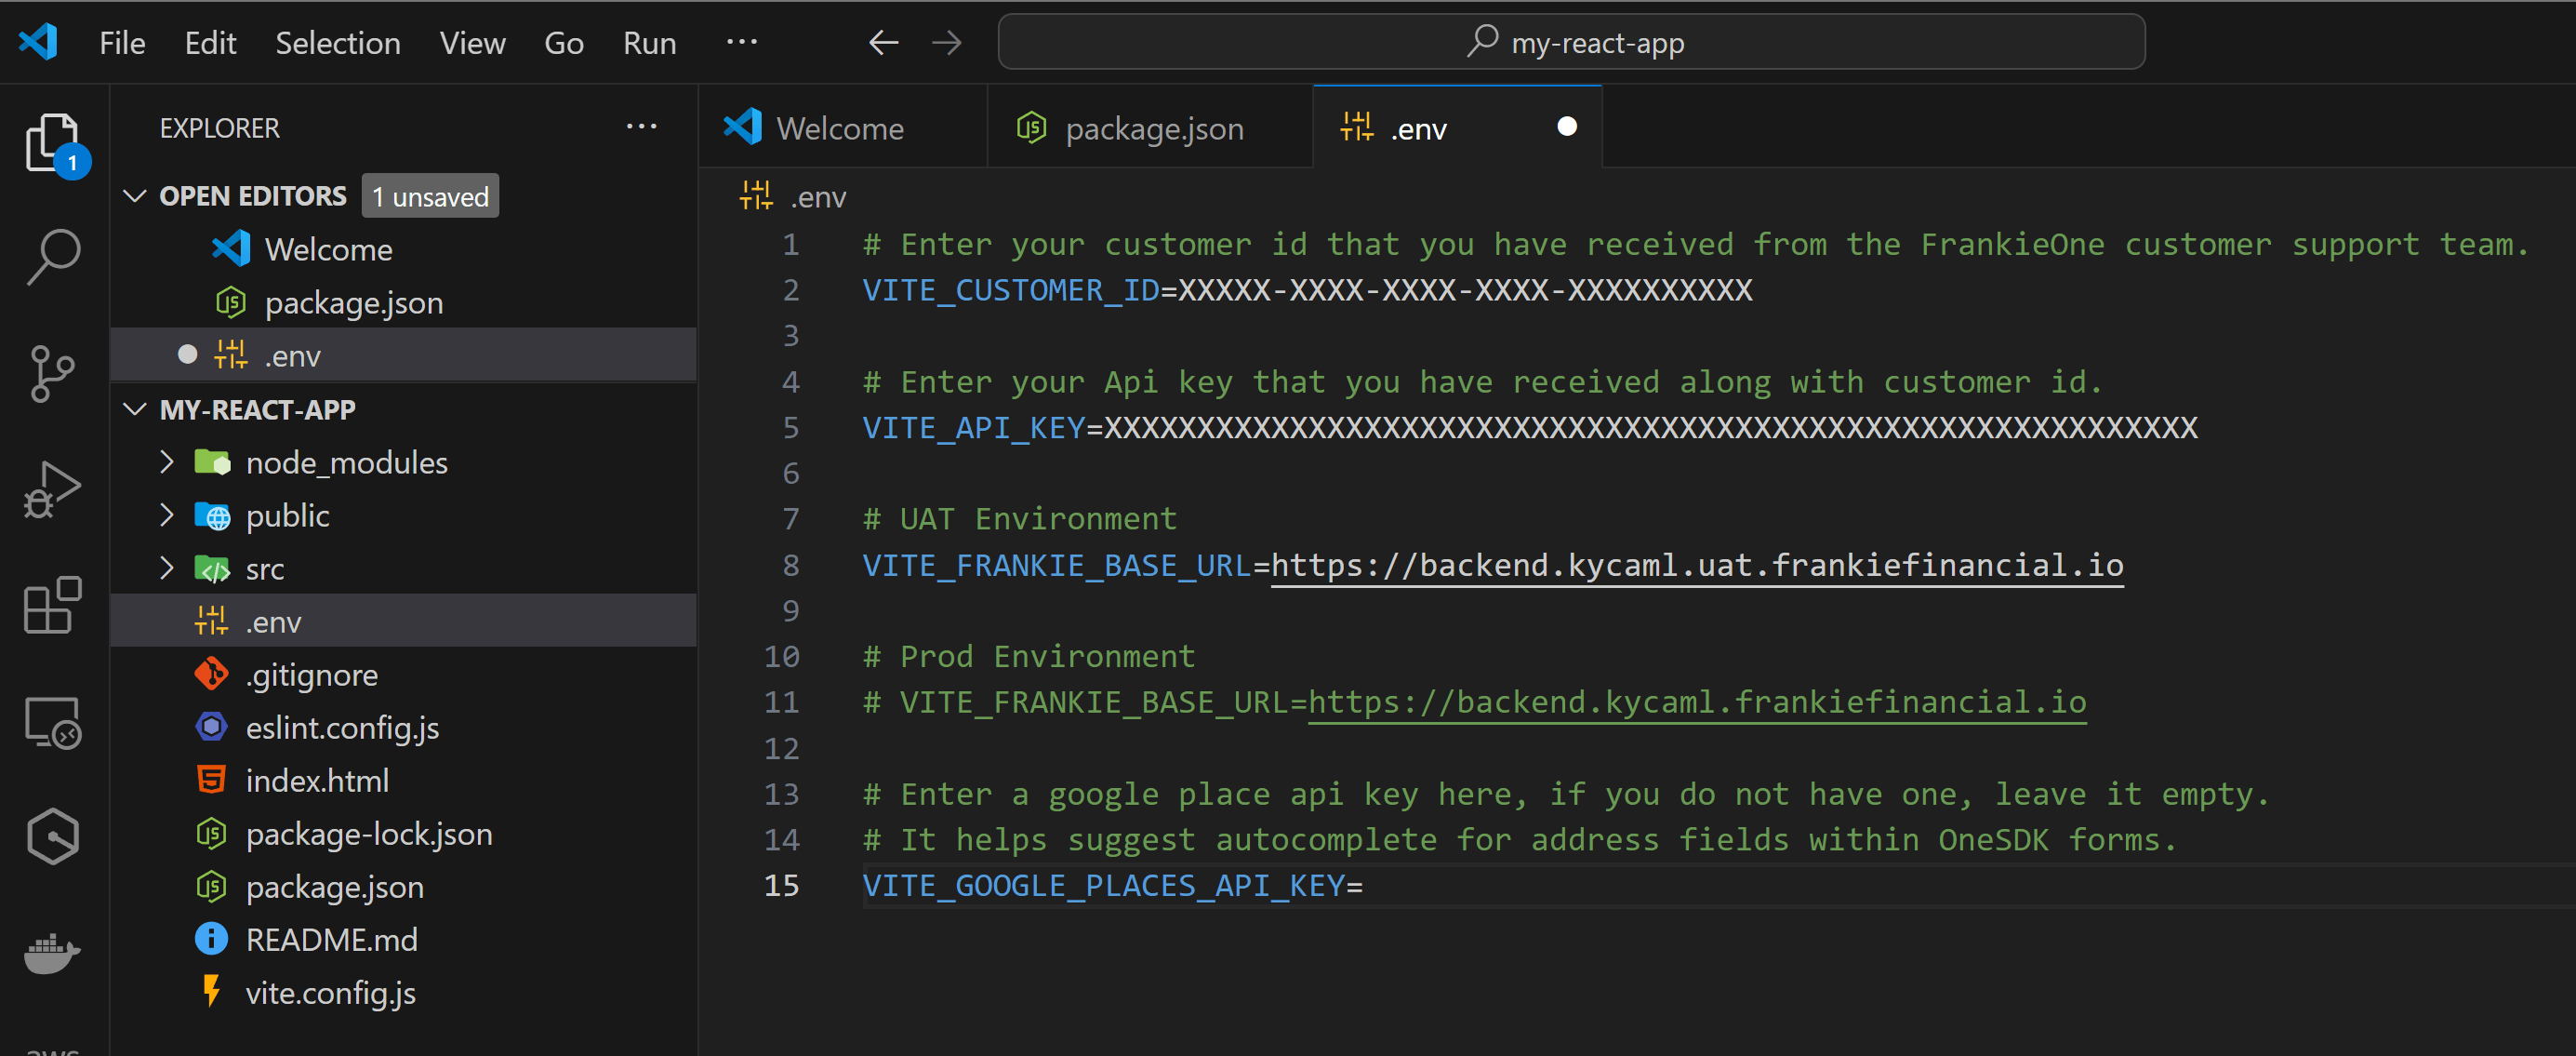 File Edit Selection View Go Run ··· my-react-app
EXPLORER ···
OPEN EDITORS 1 unsaved
Welcome
package.json
.env
MY-REACT-APP
node_modules
public
src
.env
.gitignore
eslint.config.js
index.html
package-lock.json
package.json
README.md
vite.config.js
1
Welcome package.json .env
.env
1 # Enter your customer id that you have received from the FrankieOne customer support team.
2 VITE_CUSTOMER_ID=XXXXX-XXXX-XXXX-XXXX-XXXXXXXXXX
3
4 # Enter your Api key that you have received along with customer id.
5 VITE_API_KEY=XXXXXXXXXXXXXXXXXXXXXXXXXXXXXXXXXXXXXXXXXXXXXXXXXXXXXXXXXXX
6
7 # UAT Environment
8 VITE_FRANKIE_BASE_URL=https://backend.kycaml.uat.frankiefinancial.io
9
10 # Prod Environment
11 # VITE_FRANKIE_BASE_URL=https://backend.kycaml.frankiefinancial.io
12
13 # Enter a google place api key here, if you do not have one, leave it empty.
14 # It helps suggest autocomplete for address fields within OneSDK forms.
15 VITE_GOOGLE_PLACES_API_KEY=